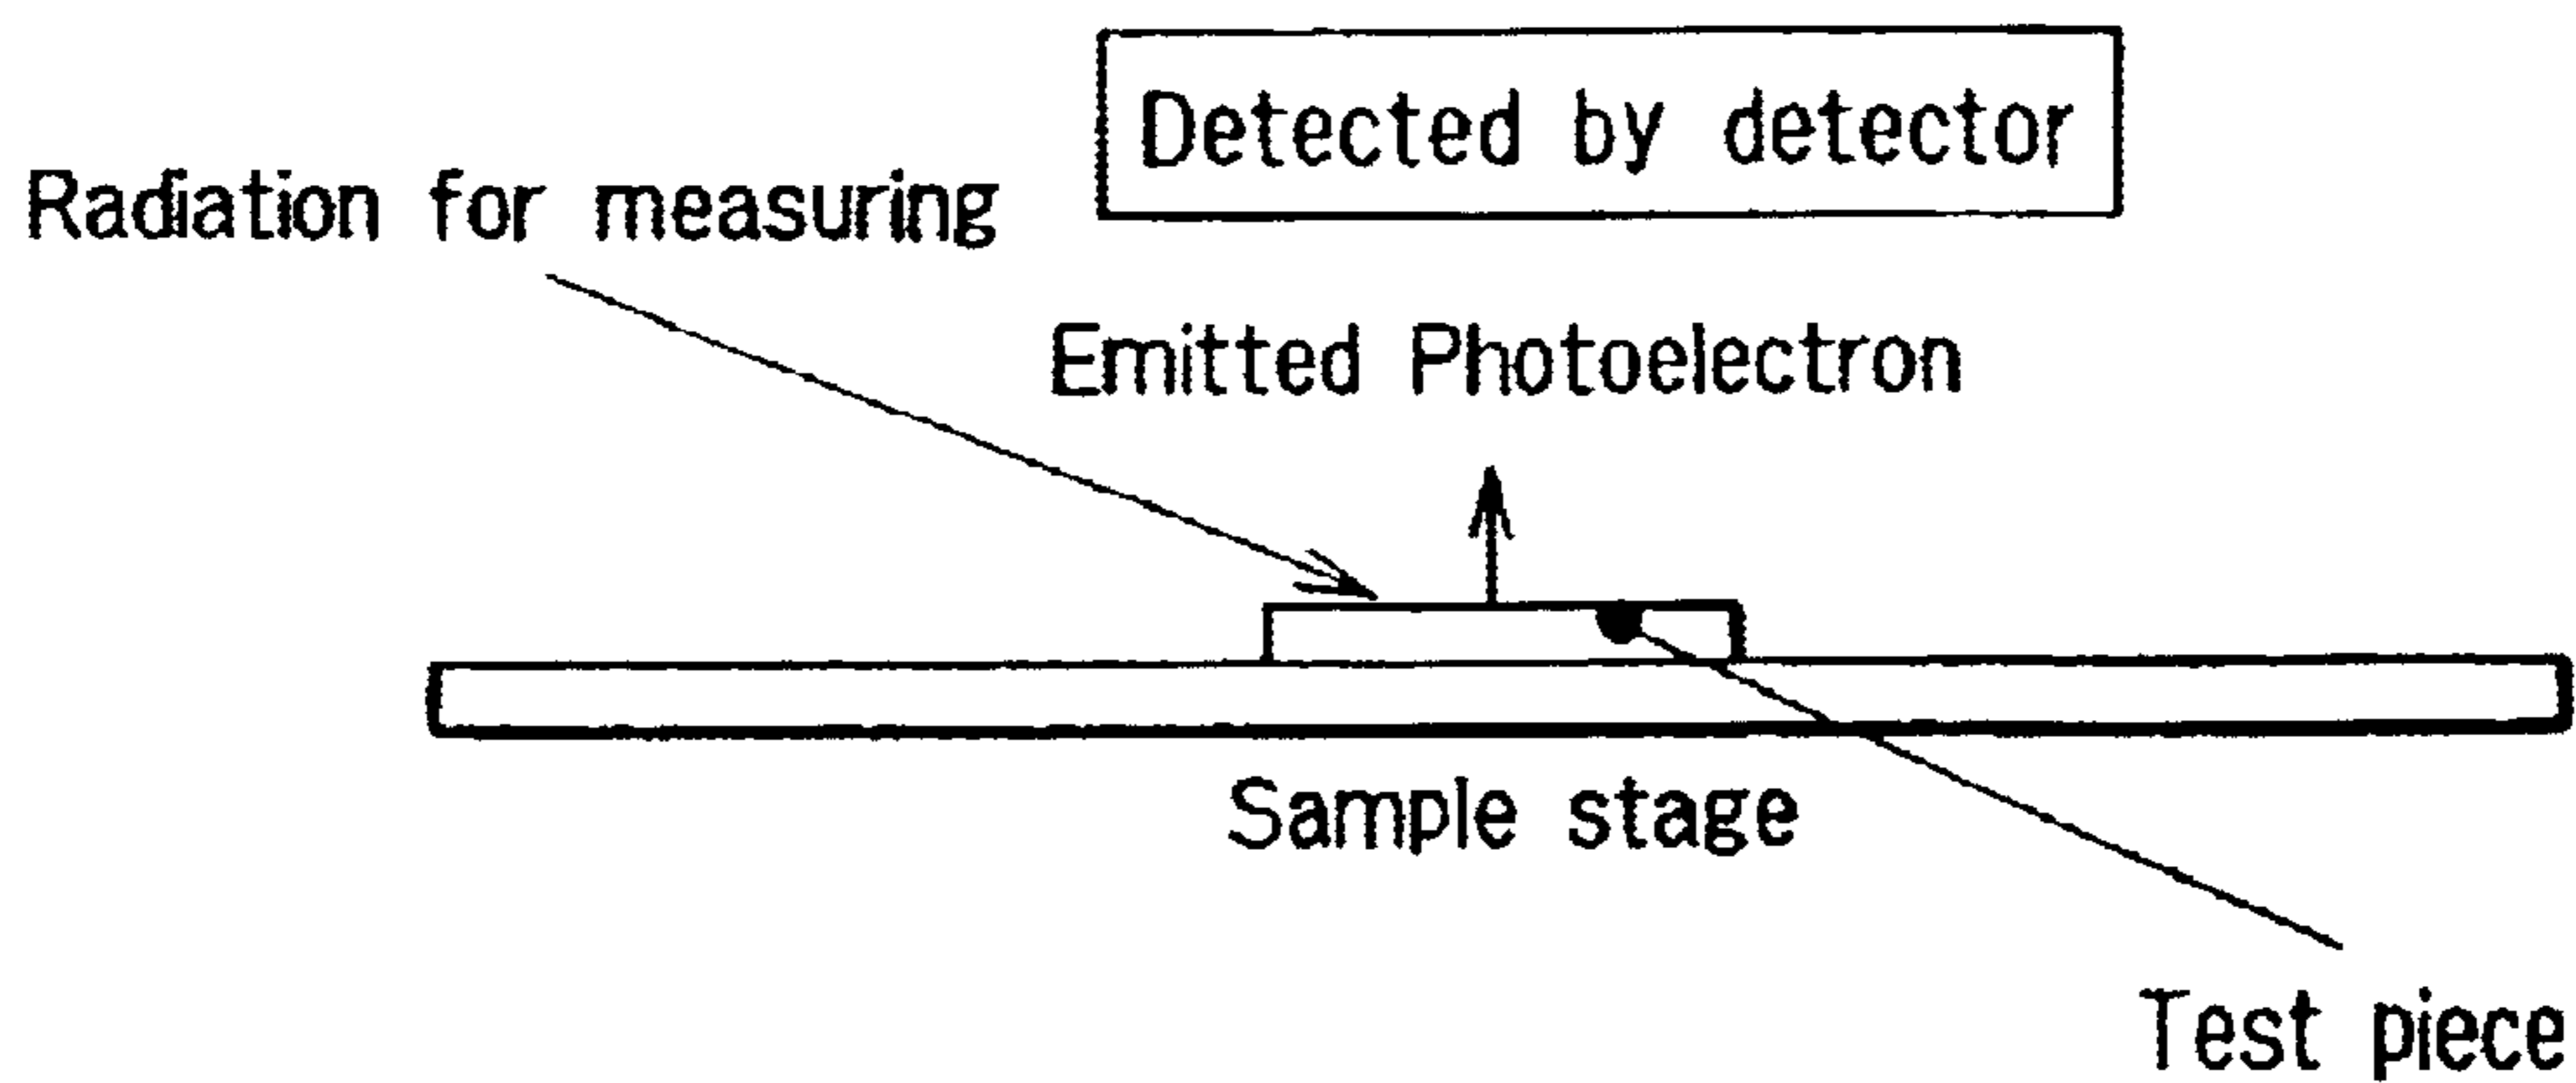 Detected by detector
Radiation for measuring
Emitted Photoelectron
Sample stage
Test piece